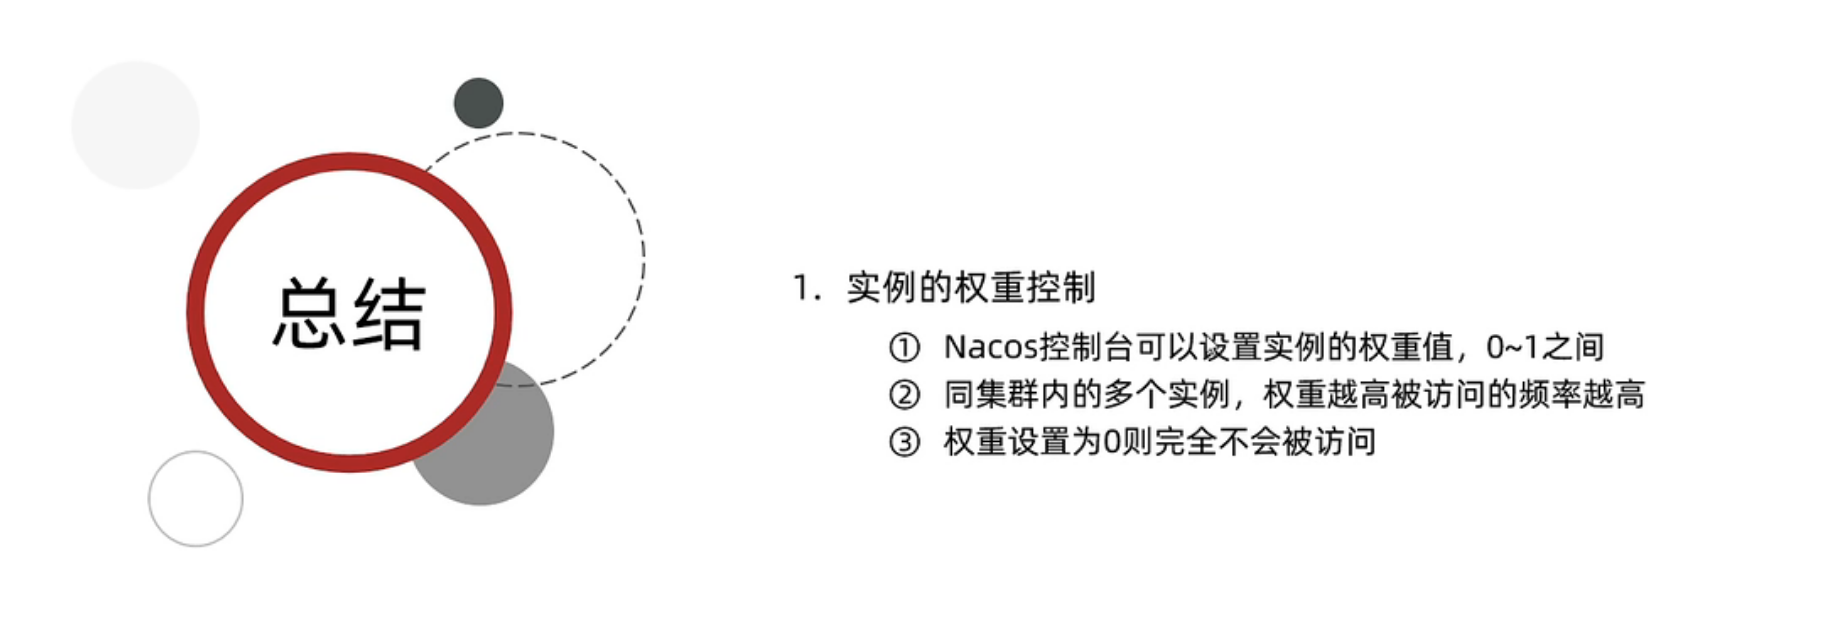 总结
1. 实例的权重控制
① Nacos控制台可以设置实例的权重值，0~1之间
② 同集群内的多个实例，权重越高被访问的频率越高
③ 权重设置为0则完全不会被访问